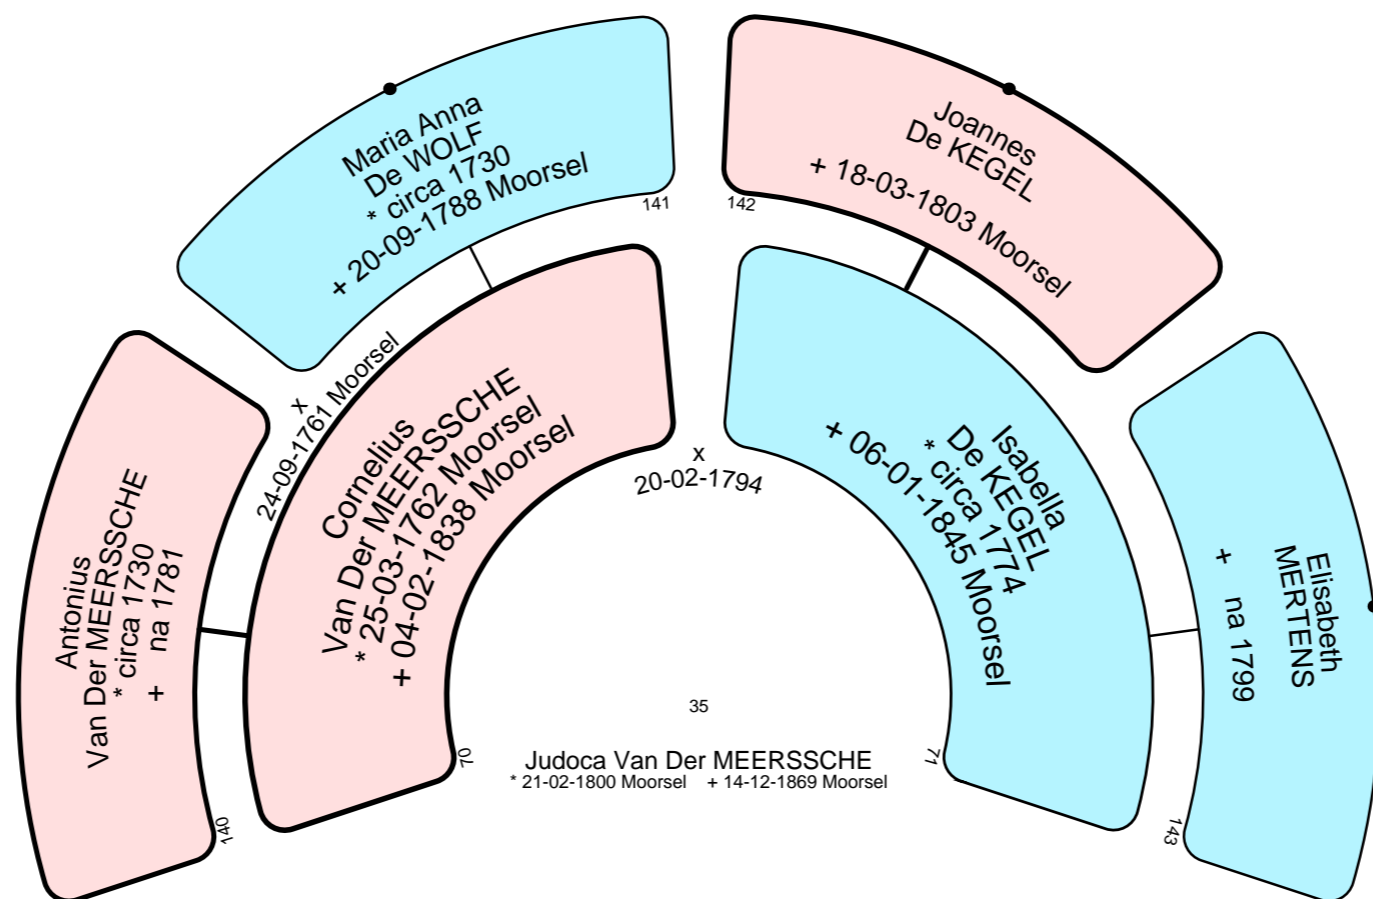 Maria Anna
De WOLF
* circa 1730
+ 20-09-1788 Moorsel
141
Joannes
De KEGEL
+ 18-03-1803 Moorsel
142
Antonius
Van Der MEERSSCHE
* circa 1730
+ na 1781
140
x
24-09-1761 Moorsel
Cornelius
Van Der MEERSSCHE
* 25-03-1762 Moorsel
+ 04-02-1838 Moorsel
70
x
20-02-1794
Isabella
De KEGEL
* circa 1774
+ 06-01-1845 Moorsel
71
Elisabeth
MERTENS
+ na 1799
143
35
Judoca Van Der MEERSSCHE
* 21-02-1800 Moorsel + 14-12-1869 Moorsel